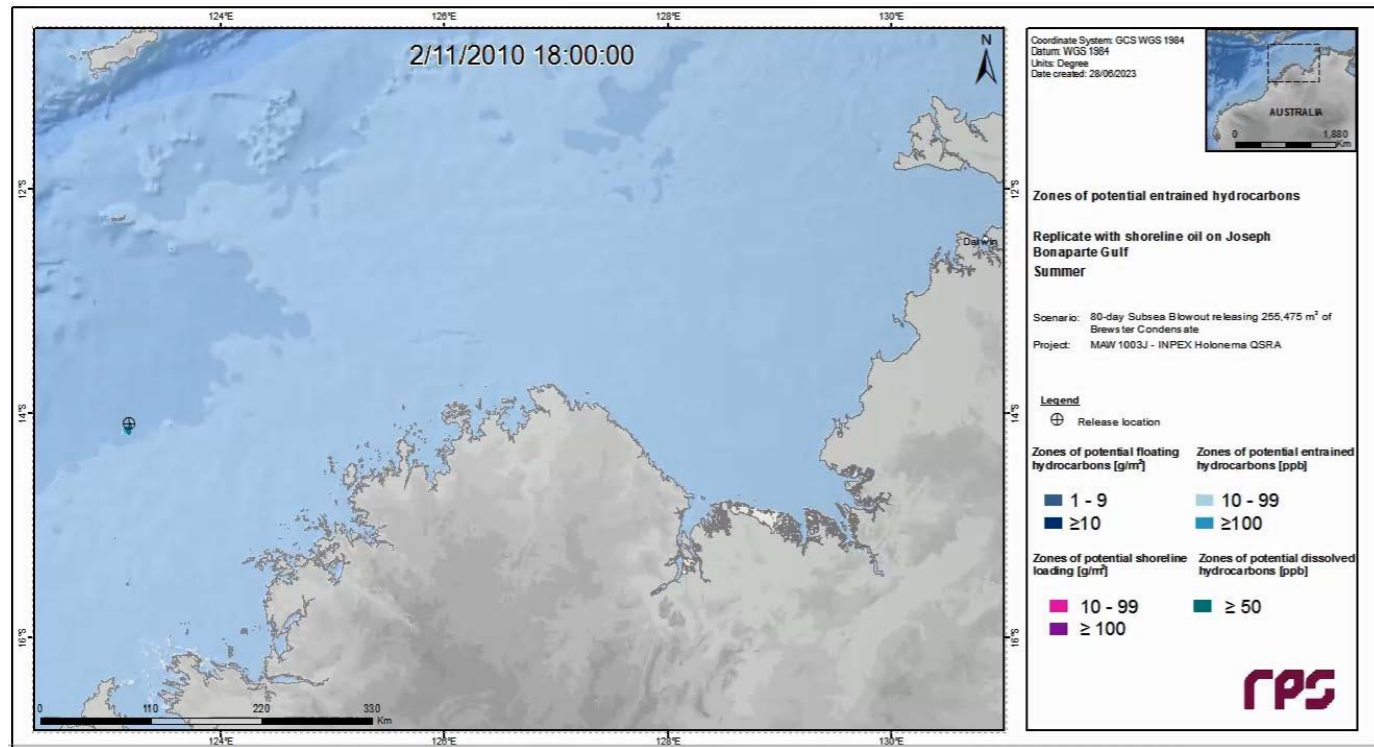 124°E
126°E
128°E
130°E
2/11/2010 18:00:00
N
12°S
14°S
16°S
12°S
14°S
16°S
Darwin
0 110 220 330
Km
124°E
126°E
128°E
130°E
Coordinate System: GCS WGS 1984
Datum: WGS 1984
Units: Degree
Date created: 28/06/2023
AUSTRALIA
0 1,880
Km
Zones of potential entrained hydrocarbons
Replicate with shoreline oil on Joseph
Bonaparte Gulf
Summer
Scenario: 80-day Subsea Blowout releasing 255,475 m³ of
Brewster Condensate
Project: MAW1003J - INPEX Holonema QSRA
Legend
Release location
Zones of potential floating
hydrocarbons [g/m²]
1 - 9
≥10
Zones of potential entrained
hydrocarbons [ppb]
10 - 99
≥100
Zones of potential shoreline
loading [g/m²]
10 - 99
≥ 100
Zones of potential dissolved
hydrocarbons [ppb]
≥ 50
rps